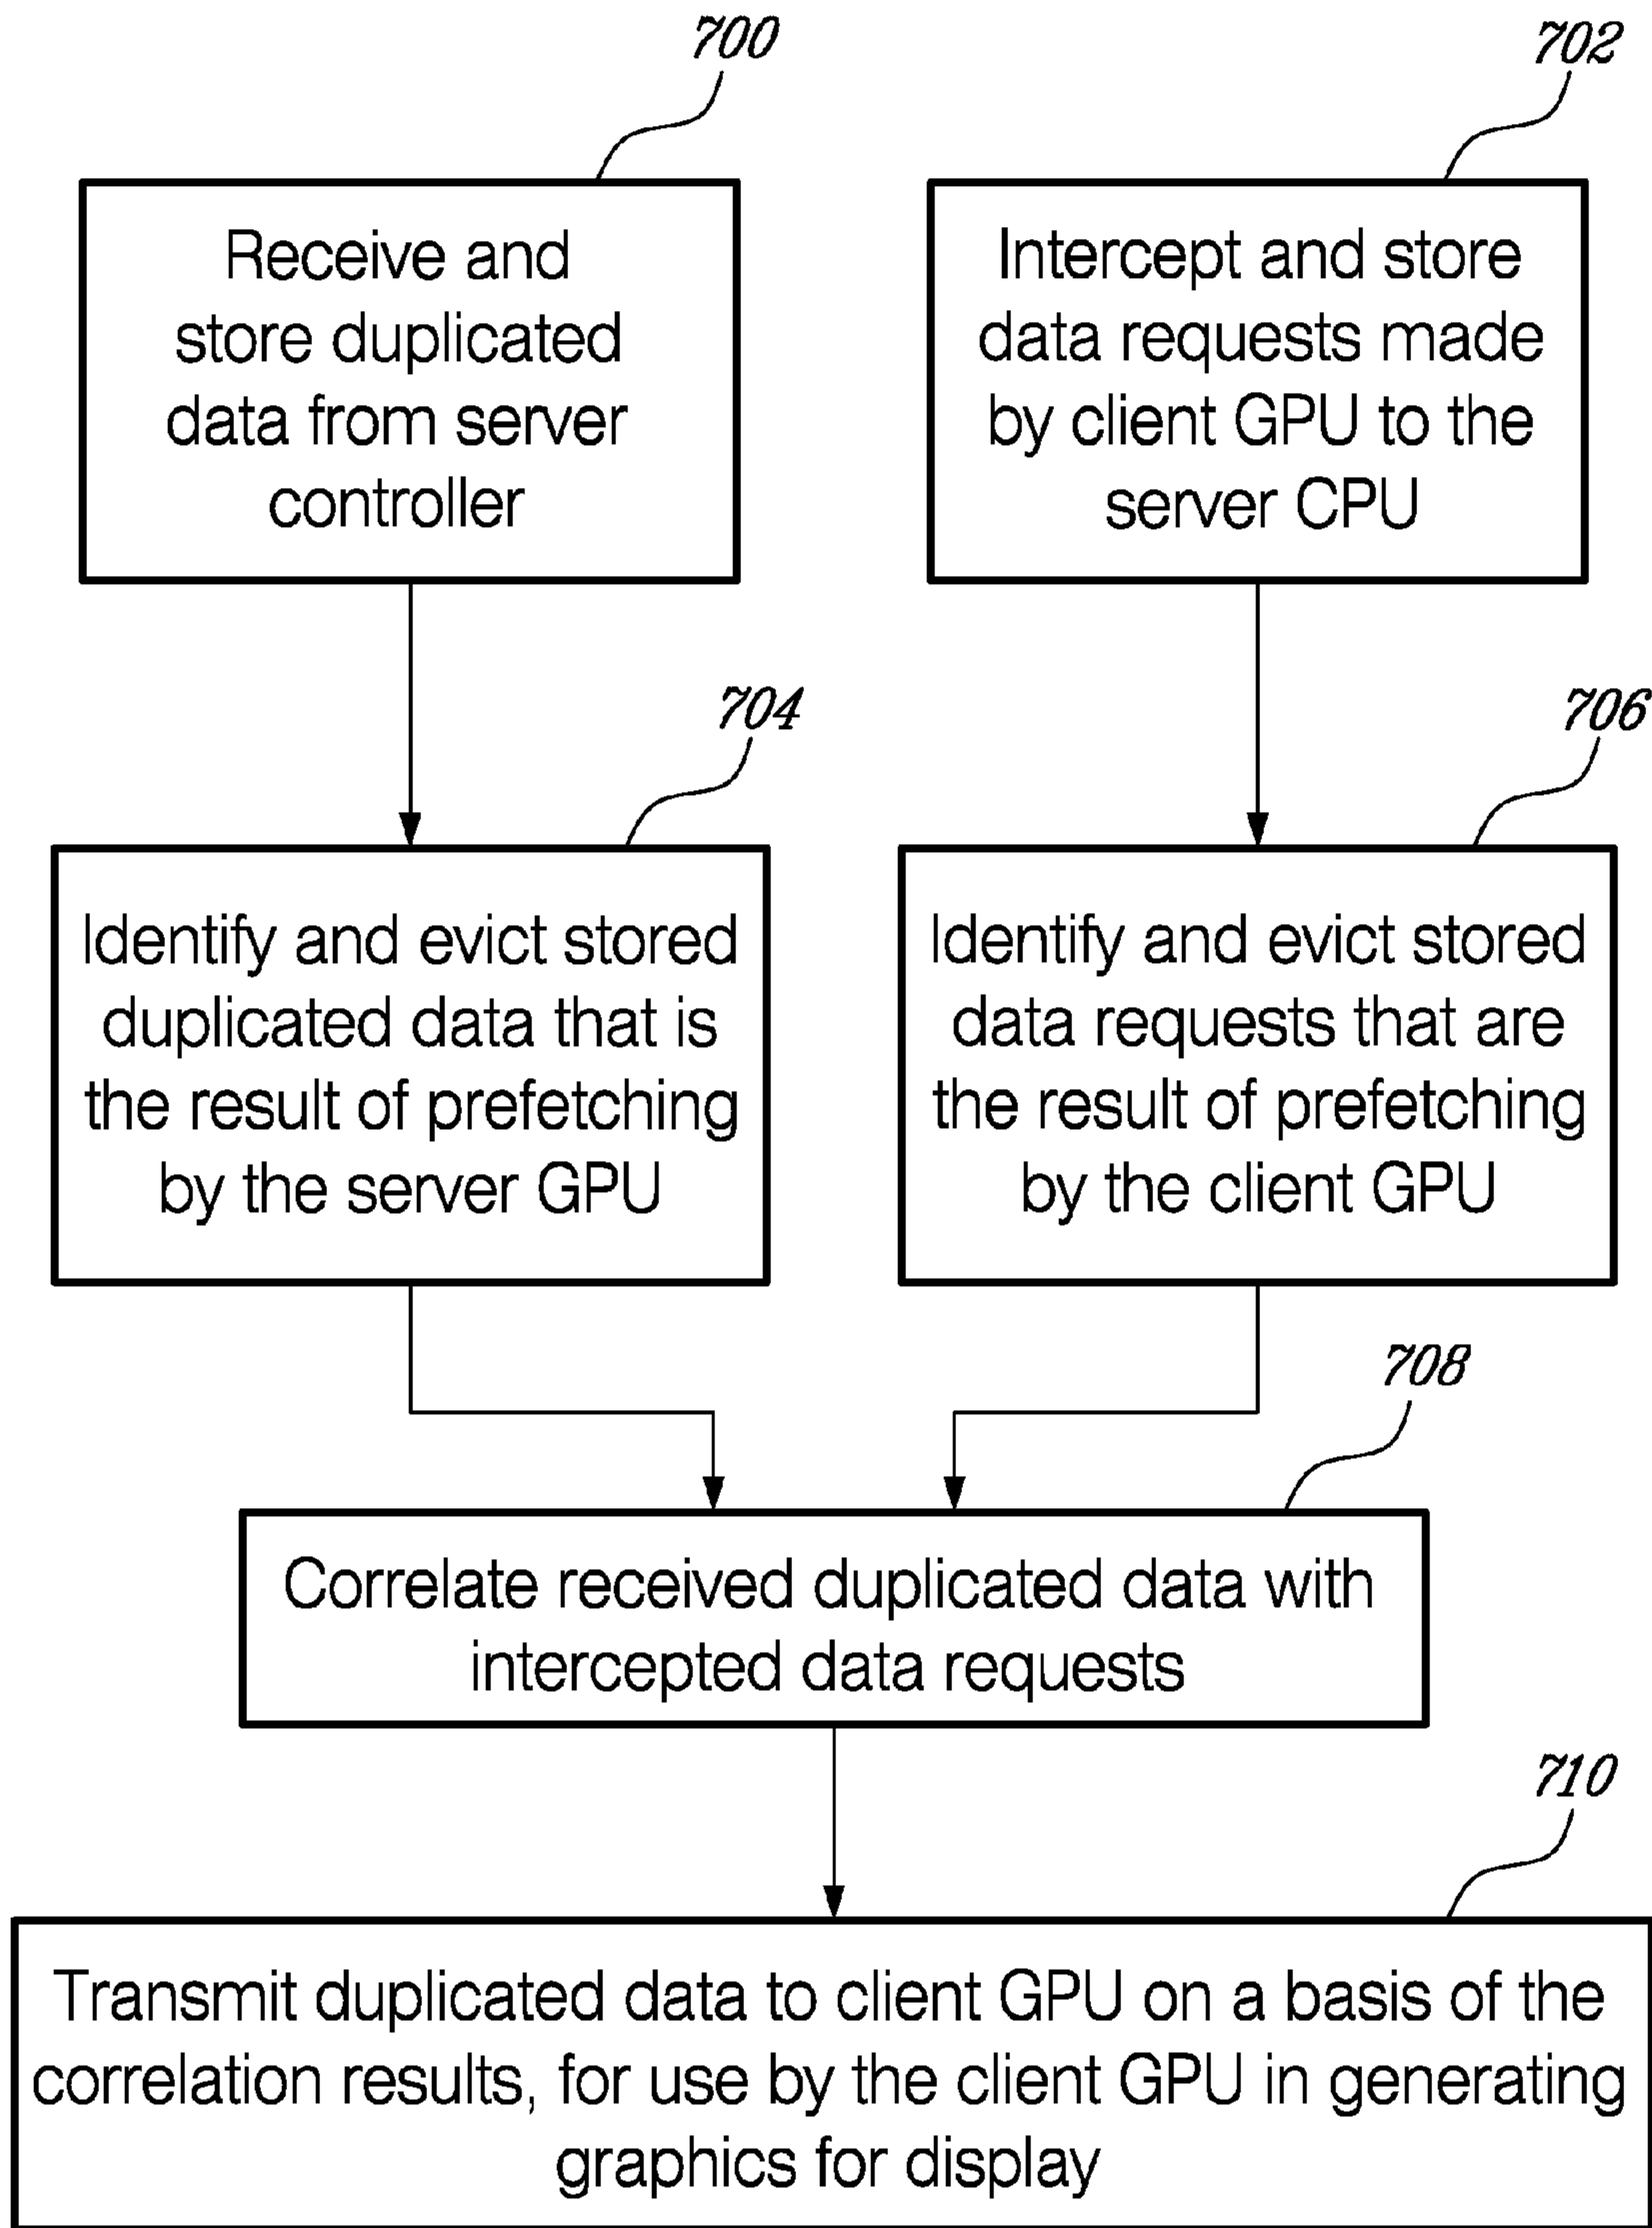 700
Receive and
store duplicated
data from server
controller
702
Intercept and store
data requests made
by client GPU to the
server CPU
704
Identify and evict stored
duplicated data that is
the result of prefetching
by the server GPU
706
Identify and evict stored
data requests that are
the result of prefetching
by the client GPU
708
Correlate received duplicated data with
intercepted data requests
710
Transmit duplicated data to client GPU on a basis of the
correlation results, for use by the client GPU in generating
graphics for display